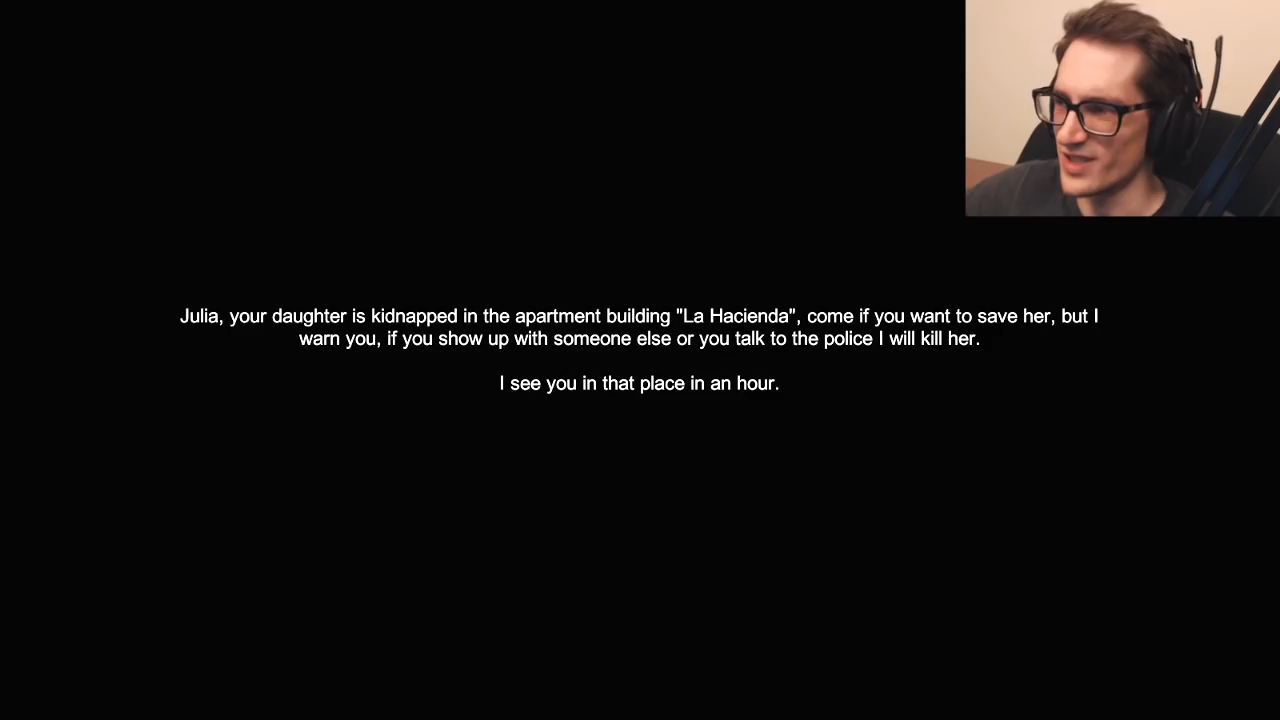 Julia, your daughter is kidnapped in the apartment building "La Hacienda", come if you want to save her, but I
warn you, if you show up with someone else or you talk to the police I will kill her.
I see you in that place in an hour.